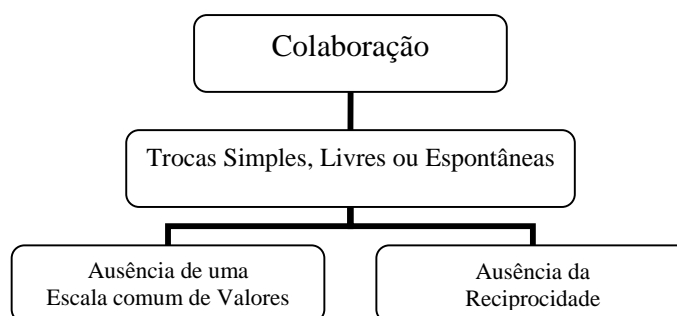 Colaboração
Trocas Simples, Livres ou Espontâneas
Ausência de uma
Escala comum de Valores
Ausência da
Reciprocidade